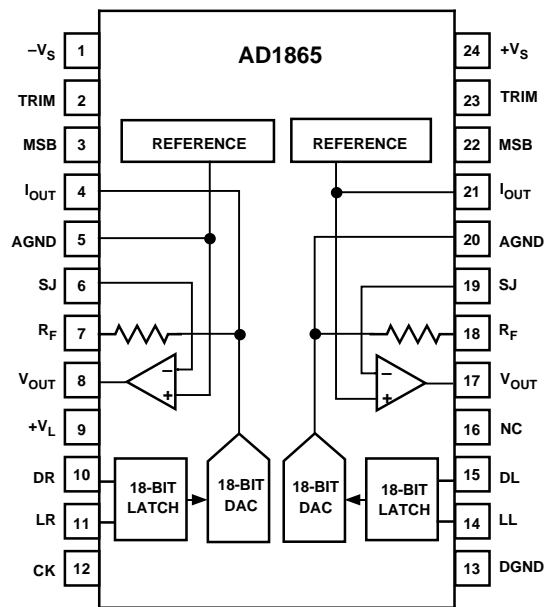 AD1865
–VS 1 24 +VS
TRIM 2 23 TRIM
MSB 3 REFERENCE REFERENCE 22 MSB
IOUT 4 21 IOUT
AGND 5 20 AGND
SJ 6 19 SJ
RF 7 18 RF
VOUT 8 – + – + 17 VOUT
+VL 9 16 NC
DR 10 15 DL
18-BIT LATCH 18-BIT DAC 18-BIT DAC 18-BIT LATCH
LR 11 14 LL
CK 12 13 DGND